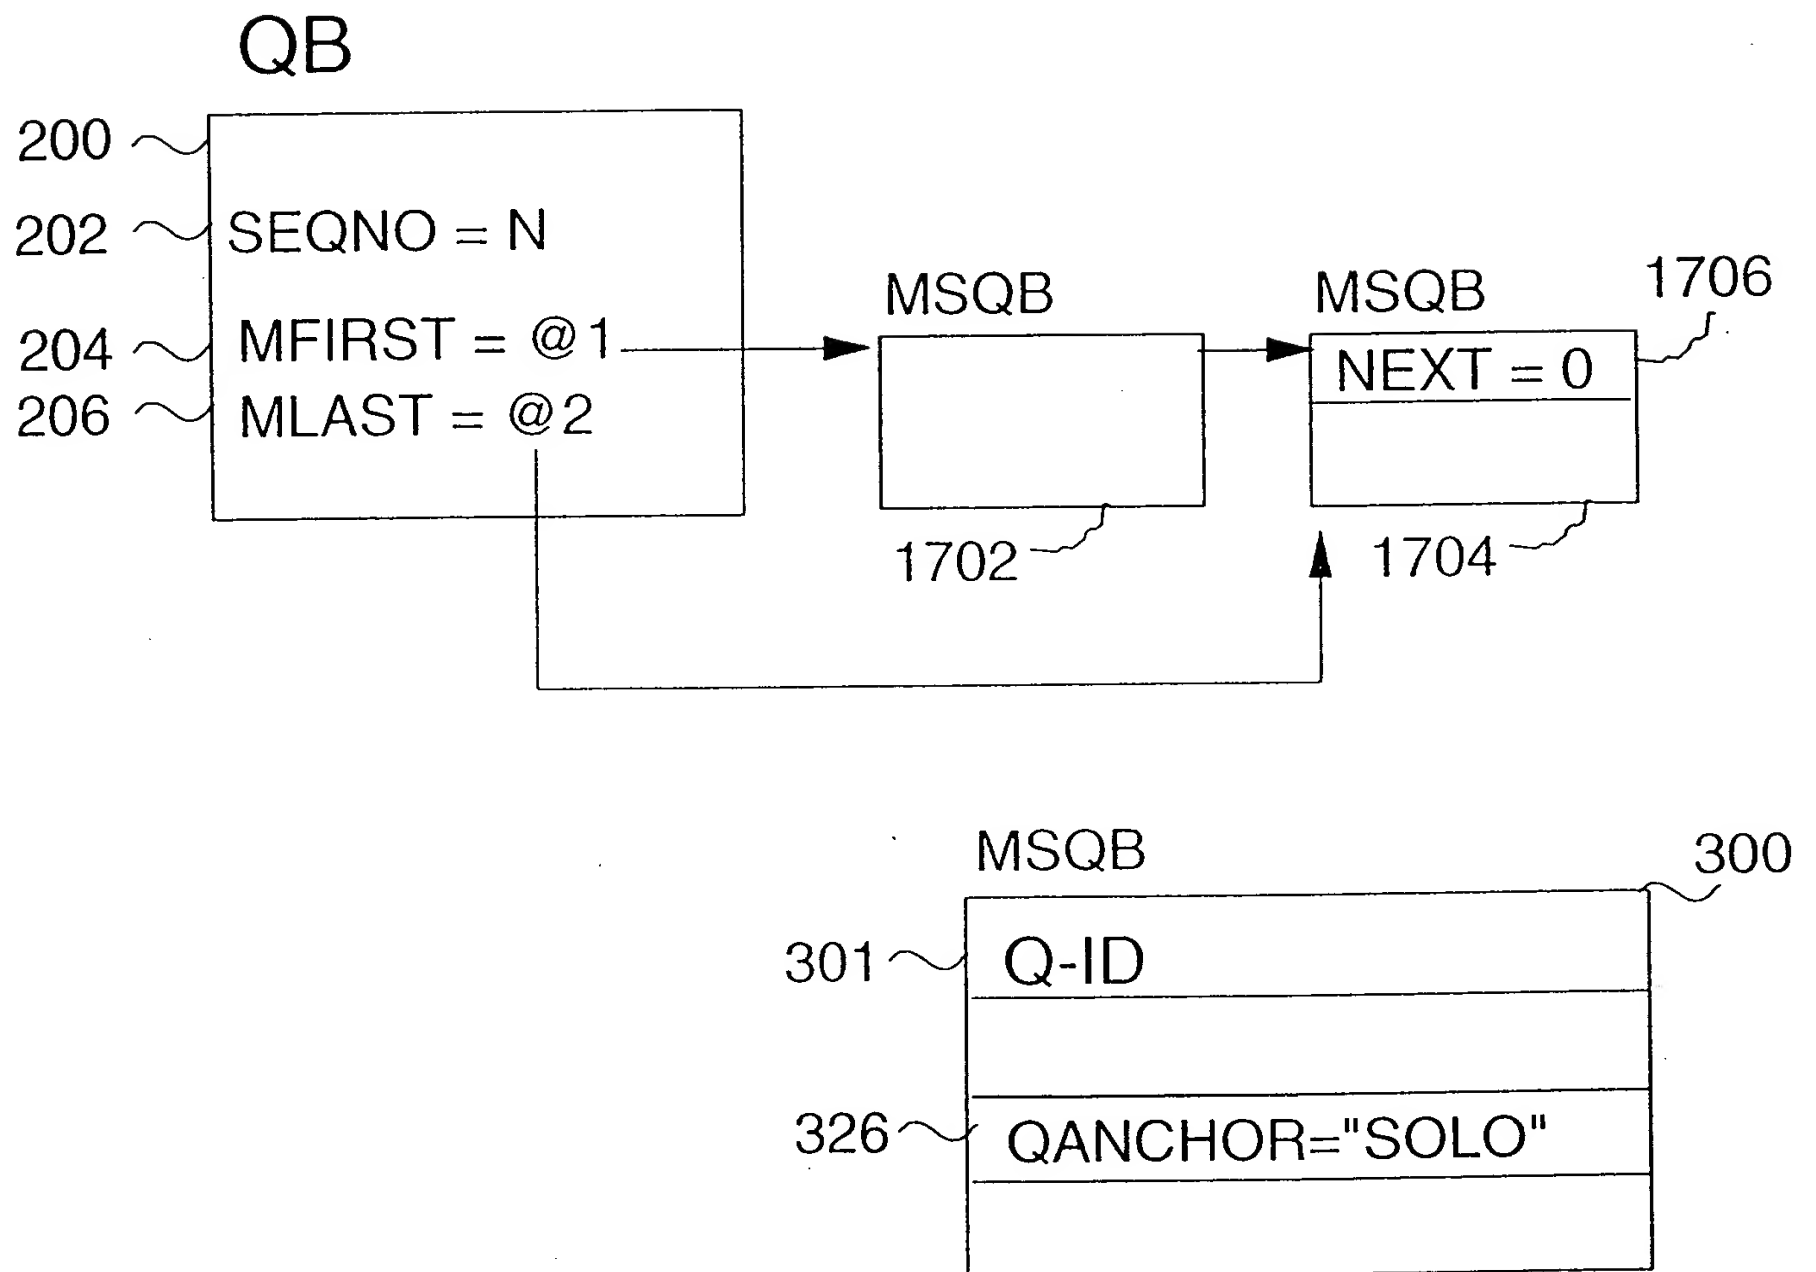 QB
200
202 SEQNO = N
204 MFIRST = @1
206 MLAST = @2
MSQB
1702
MSQB
1706
NEXT = 0
1704
MSQB
300
301 Q-ID
326 QANCHOR="SOLO"